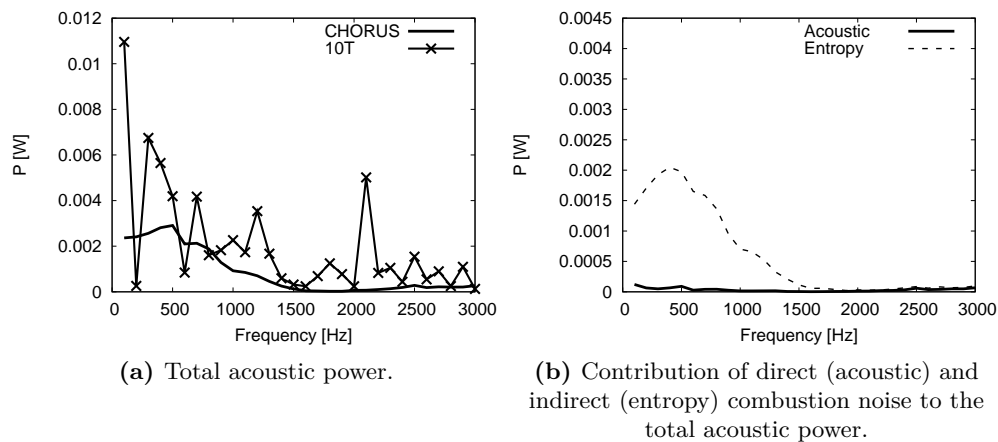 0.012
0.01
0.008
0.006
0.004
0.002
0
P [W]
CHORUS
10T
0 500 1000 1500 2000 2500 3000
Frequency [Hz]
(a) Total acoustic power.
0.0045
0.004
0.0035
0.003
0.0025
0.002
0.0015
0.001
0.0005
0
P [W]
Acoustic
Entropy
0 500 1000 1500 2000 2500 3000
Frequency [Hz]
(b) Contribution of direct (acoustic) and
indirect (entropy) combustion noise to the
total acoustic power.